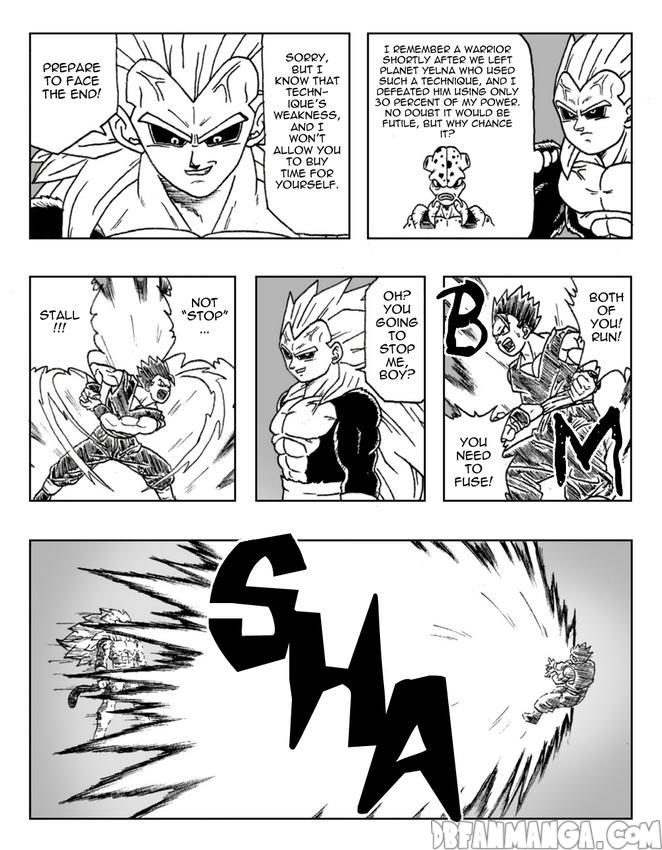 I REMEMBER A WARRIOR
SHORTLY AFTER WE LEFT
PLANET YELNA WHO USED
SUCH A TECHNIQUE, AND I
DEFEATED HIM USING ONLY
30 PERCENT OF MY POWER.
NO DOUBT IT WOULD BE
FUTILE, BUT WHY CHANCE
IT?
SORRY,
BUT I
KNOW THAT
TECHN-
IQUE'S
WEAKNESS,
AND I
WON'T
ALLOW YOU
TO BUY
TIME FOR
YOURSELF.
PREPARE
TO FACE
THE END!
BOTH
OF
YOU!
RUN!
BM
YOU
NEED
TO
FUSE!
OH?
YOU
GOING
TO
STOP
ME,
BOY?
NOT
"STOP"
...
STALL
!!!
SHA
DBFANMANGA.COM